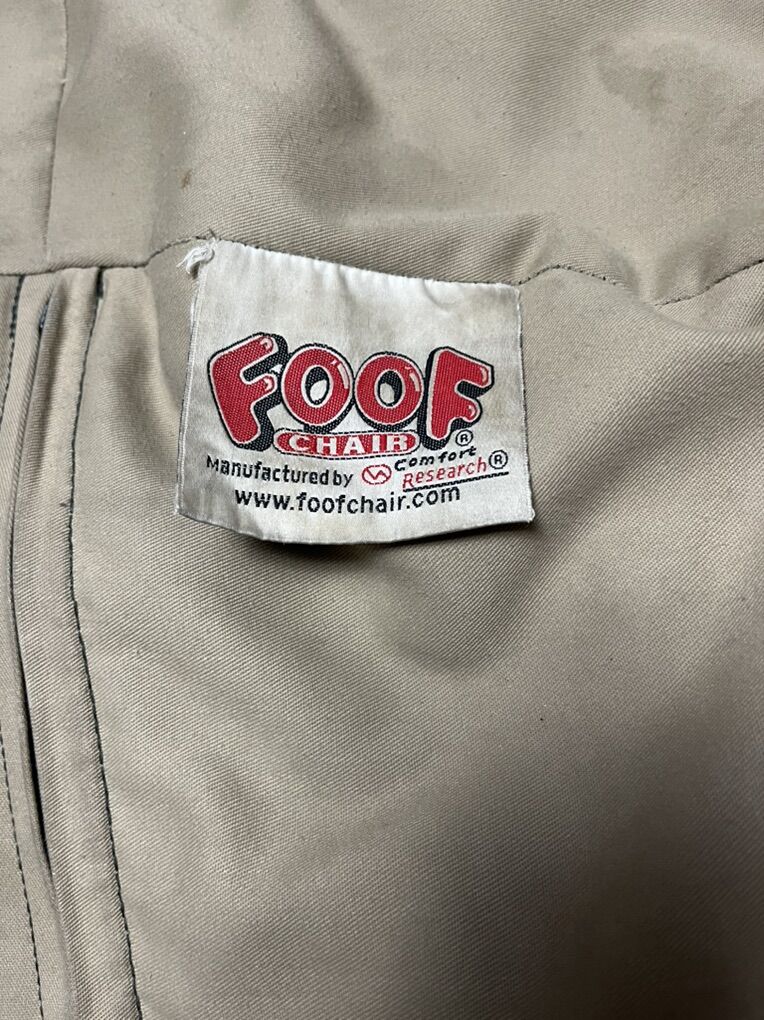 FOOF
CHAIR ®
Manufactured by Comfort
Research®
www.foofchair.com